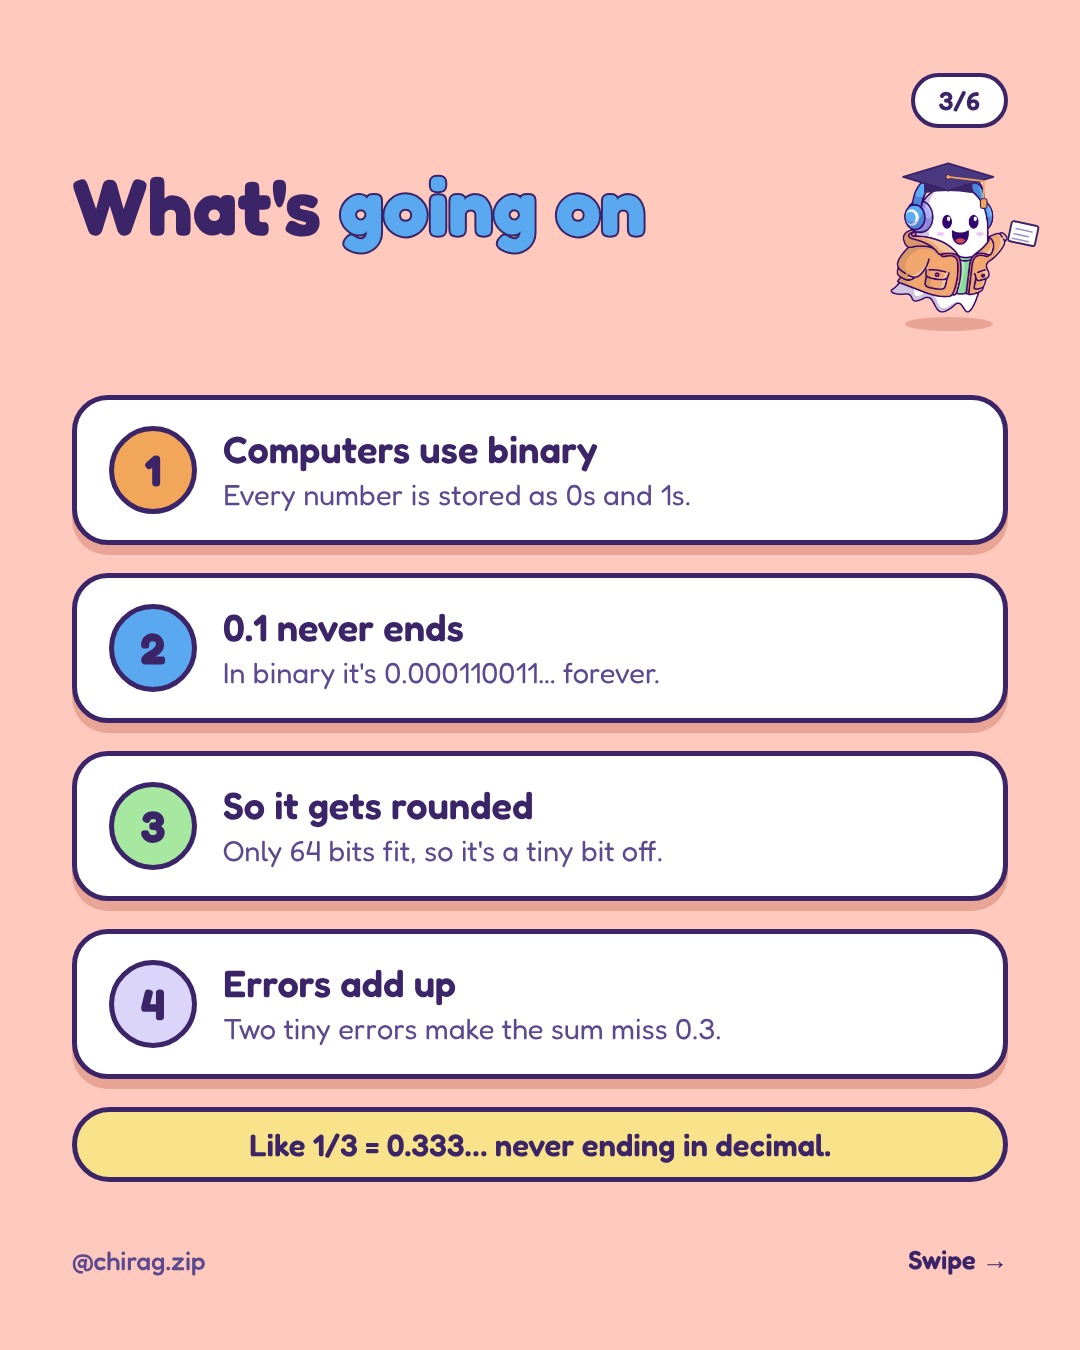 3/6
What's going on
1
Computers use binary
Every number is stored as 0s and 1s.
2
0.1 never ends
In binary it's 0.000110011... forever.
3
So it gets rounded
Only 64 bits fit, so it's a tiny bit off.
4
Errors add up
Two tiny errors make the sum miss 0.3.
Like 1/3 = 0.333... never ending in decimal.
@chirag.zip
Swipe →